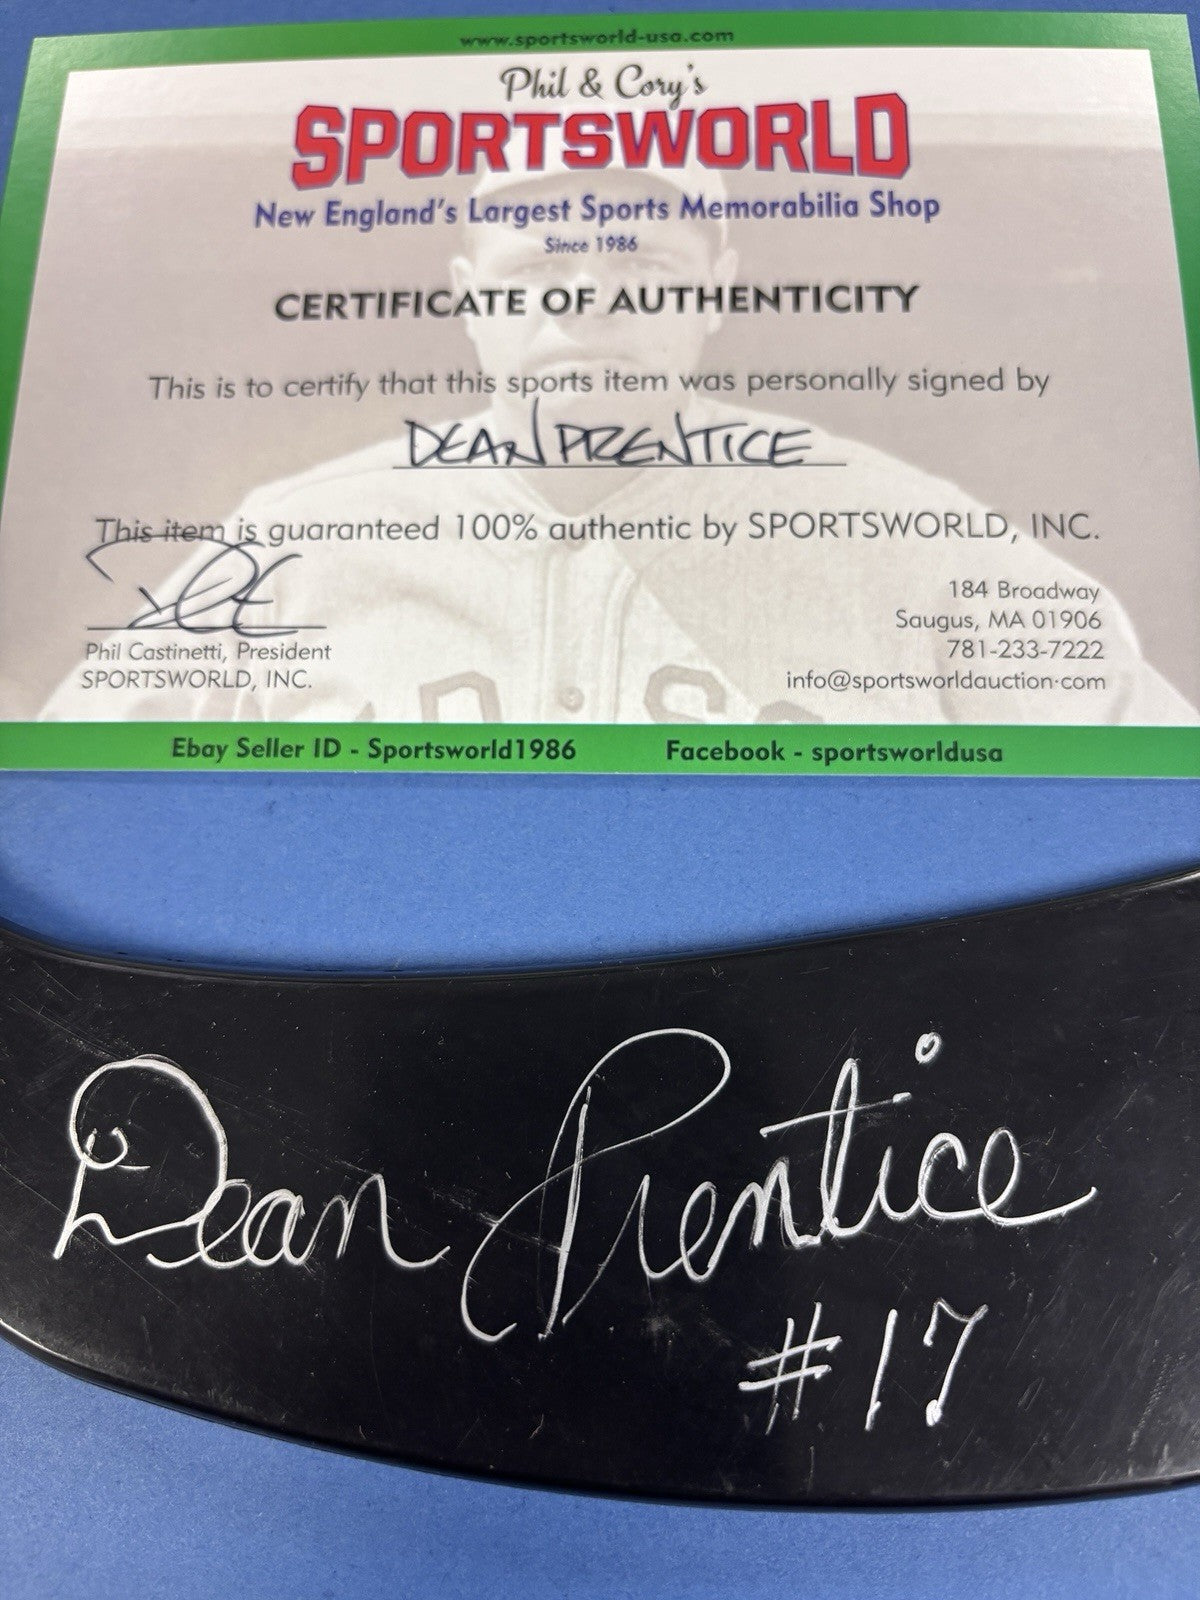 www.sportsworld-usa.com
Phil & Cory's
SPORTSWORLD
New England's Largest Sports Memorabilia Shop
Since 1986
CERTIFICATE OF AUTHENTICITY
This is to certify that this sports item was personally signed by
DEAN PRENTICE
This item is guaranteed 100% authentic by SPORTSWORLD, INC.
Phil Castinetti, President
SPORTSWORLD, INC.
184 Broadway
Saugus, MA 01906
781-233-7222
info@sportsworldauction.com
Ebay Seller ID - Sportsworld1986
Facebook - sportsworldusa
Dean Prentice
#17